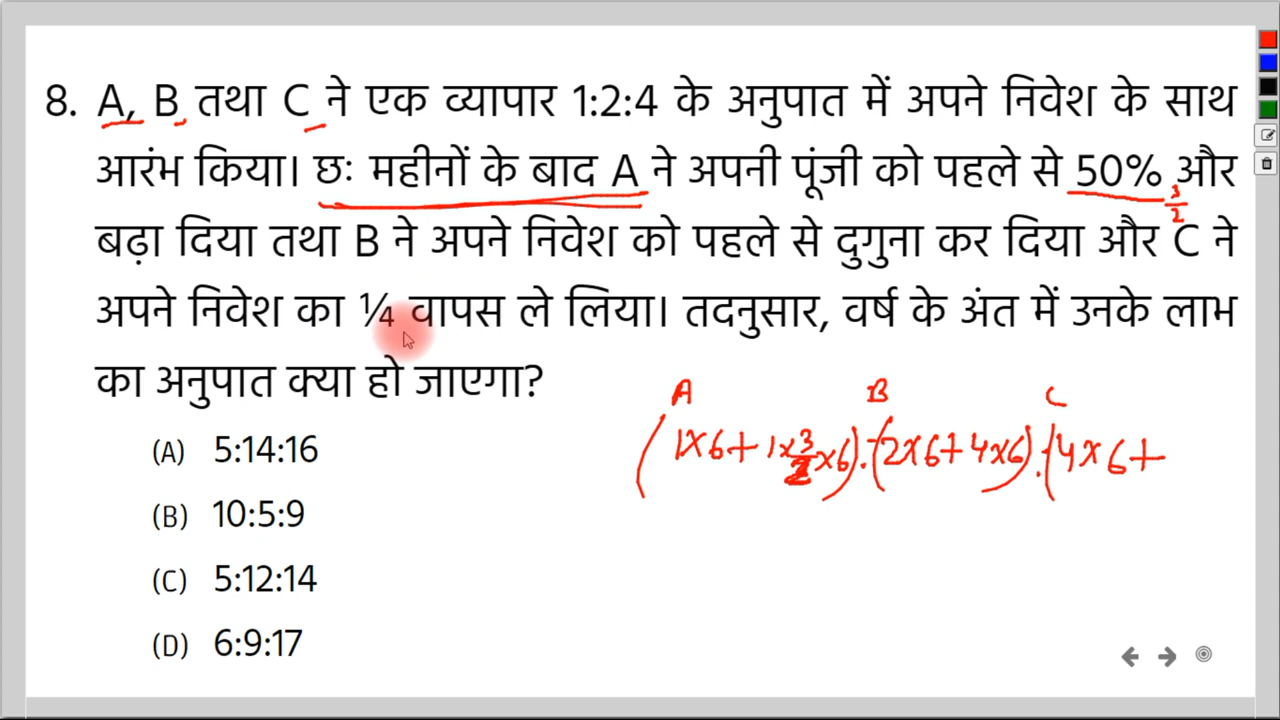 8. A, B तथा C ने एक व्यापार 1:2:4 के अनुपात में अपने निवेश के साथ
आरंभ किया। छः महीनों के बाद A ने अपनी पूंजी को पहले से 50% और
3/2
बढ़ा दिया तथा B ने अपने निवेश को पहले से दुगुना कर दिया और C ने
अपने निवेश का ¼ वापस ले लिया। तदनुसार, वर्ष के अंत में उनके लाभ
का अनुपात क्या हो जाएगा?
A B C
(1×6+1×3/2×6):(2×6+4×6):(4×6+
(A) 5:14:16
(B) 10:5:9
(C) 5:12:14
(D) 6:9:17